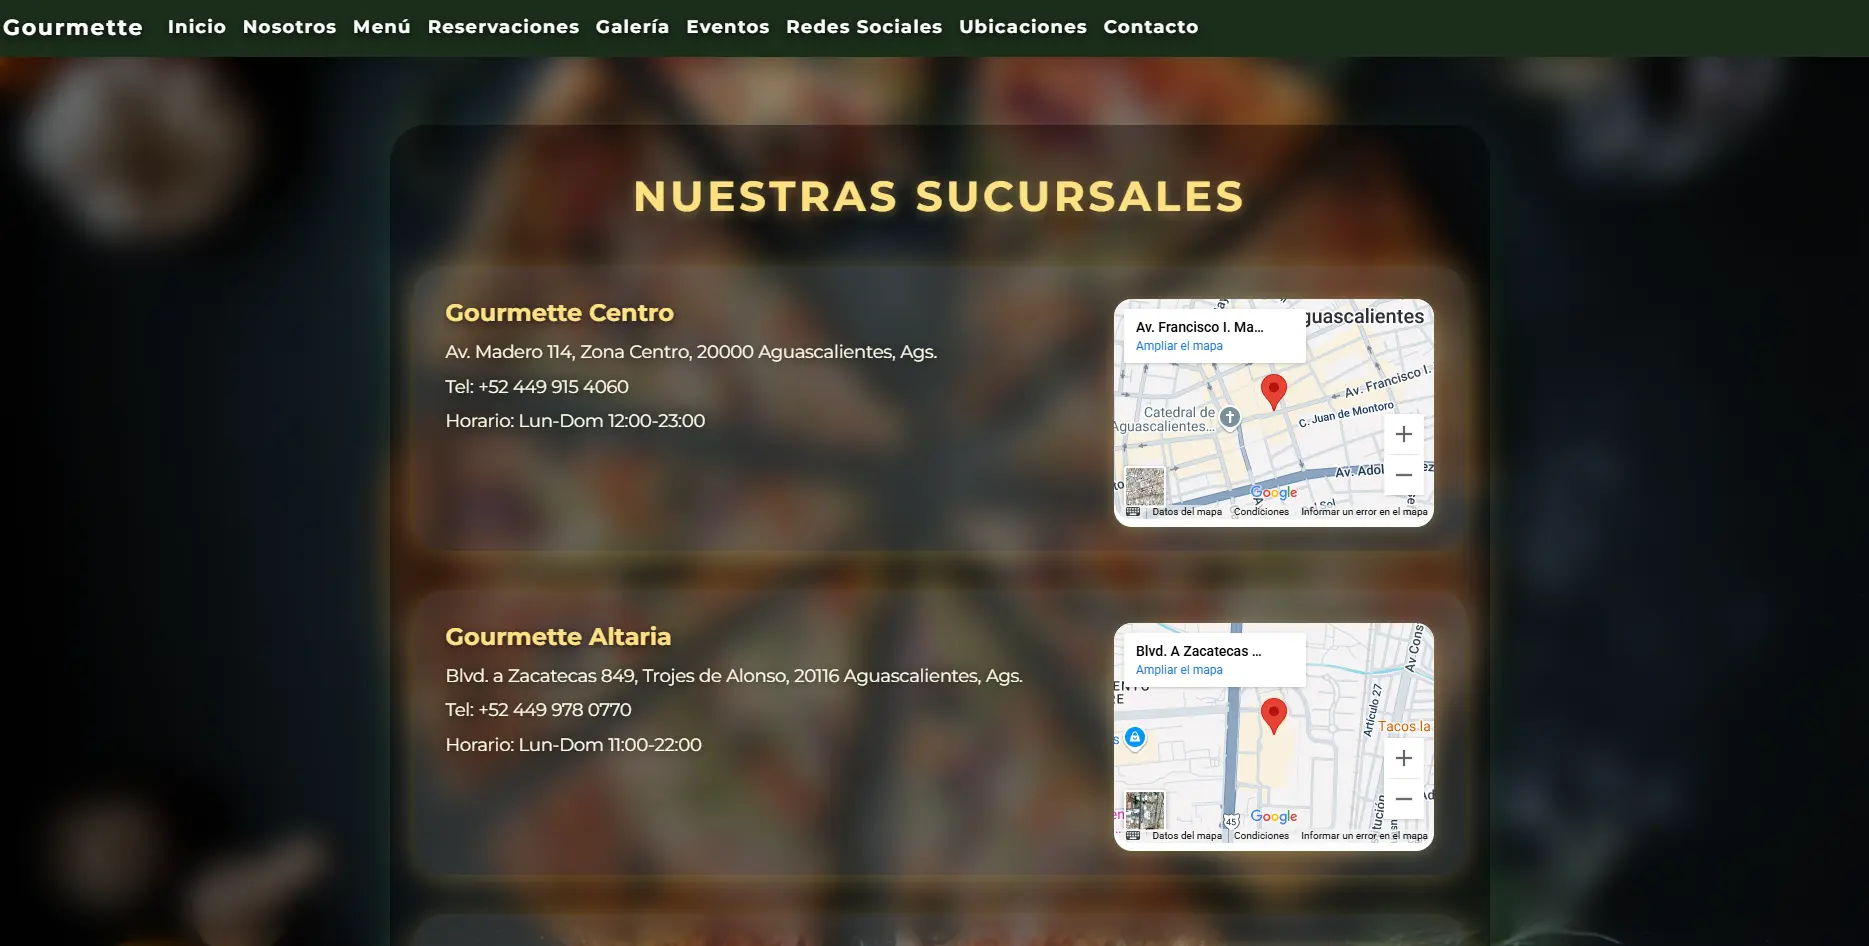 Gourmette Inicio Nosotros Menú Reservaciones Galería Eventos Redes Sociales Ubicaciones Contacto
NUESTRAS SUCURSALES
Gourmette Centro
Av. Madero 114, Zona Centro, 20000 Aguascalientes, Ags.
Tel: +52 449 915 4060
Horario: Lun-Dom 12:00-23:00
guascalientes
Av. Francisco I. Ma...
Ampliar el mapa
Av. Francisco I.
Catedral de
Aguascalientes...
C. Juan de Montoro
Av. Adol
Google
Datos del mapa Condiciones Informar un error en el mapa
Gourmette Altaria
Blvd. a Zacatecas 849, Trojes de Alonso, 20116 Aguascalientes, Ags.
Tel: +52 449 978 0770
Horario: Lun-Dom 11:00-22:00
Blvd. A Zacatecas ...
Ampliar el mapa
Av Cons
Artículo 27
Tacos la
45
Google
Datos del mapa Condiciones Informar un error en el mapa